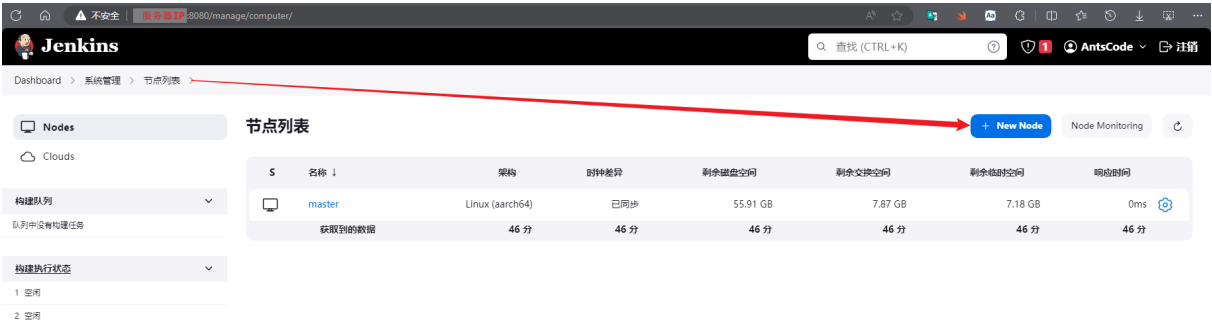 不安全 服务器IP:8080/manage/computer/
Jenkins 查找 (CTRL+K) 1 AntsCode 注销
Dashboard > 系统管理 > 节点列表 >
Nodes
Clouds
构建队列
队列中没有构建任务
构建执行状态
1 空闲
2 空闲
节点列表 + New Node Node Monitoring
S 名称 ↓ 架构 时钟差异 剩余磁盘空间 剩余交换空间 剩余临时空间 响应时间
master Linux (aarch64) 已同步 55.91 GB 7.87 GB 7.18 GB 0ms
获取到的数据 46 分 46 分 46 分 46 分 46 分 46 分